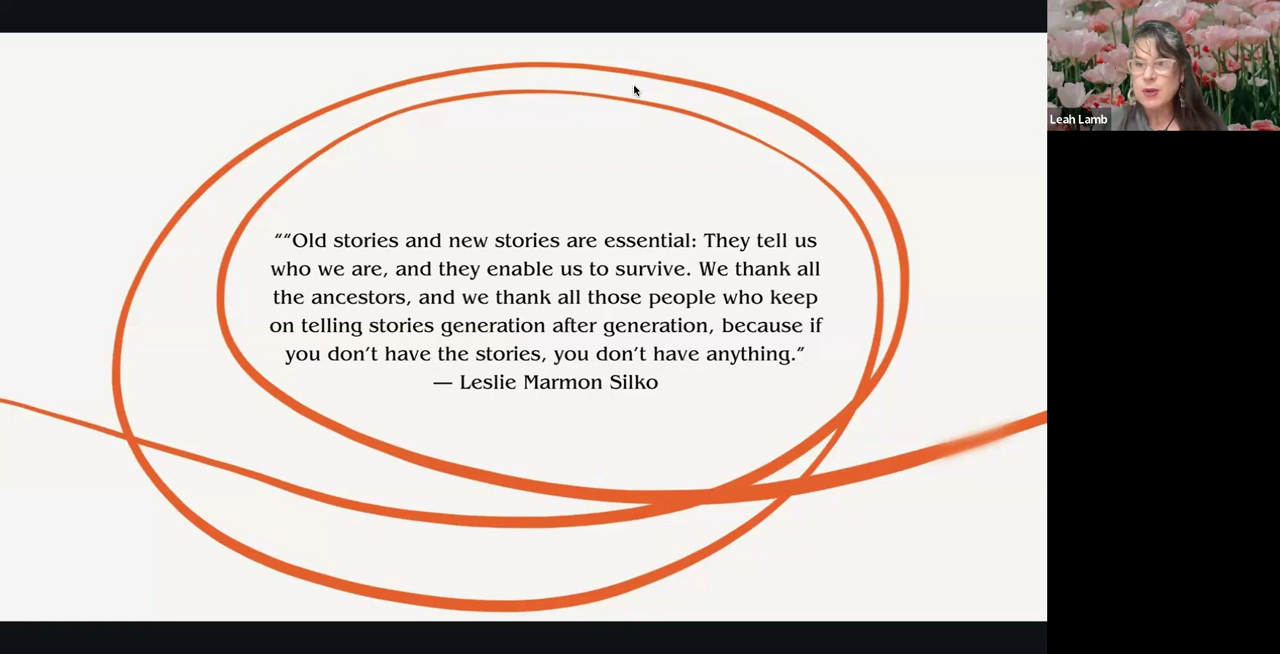 ““Old stories and new stories are essential: They tell us
who we are, and they enable us to survive. We thank all
the ancestors, and we thank all those people who keep
on telling stories generation after generation, because if
you don’t have the stories, you don’t have anything.”
— Leslie Marmon Silko
Leah Lamb